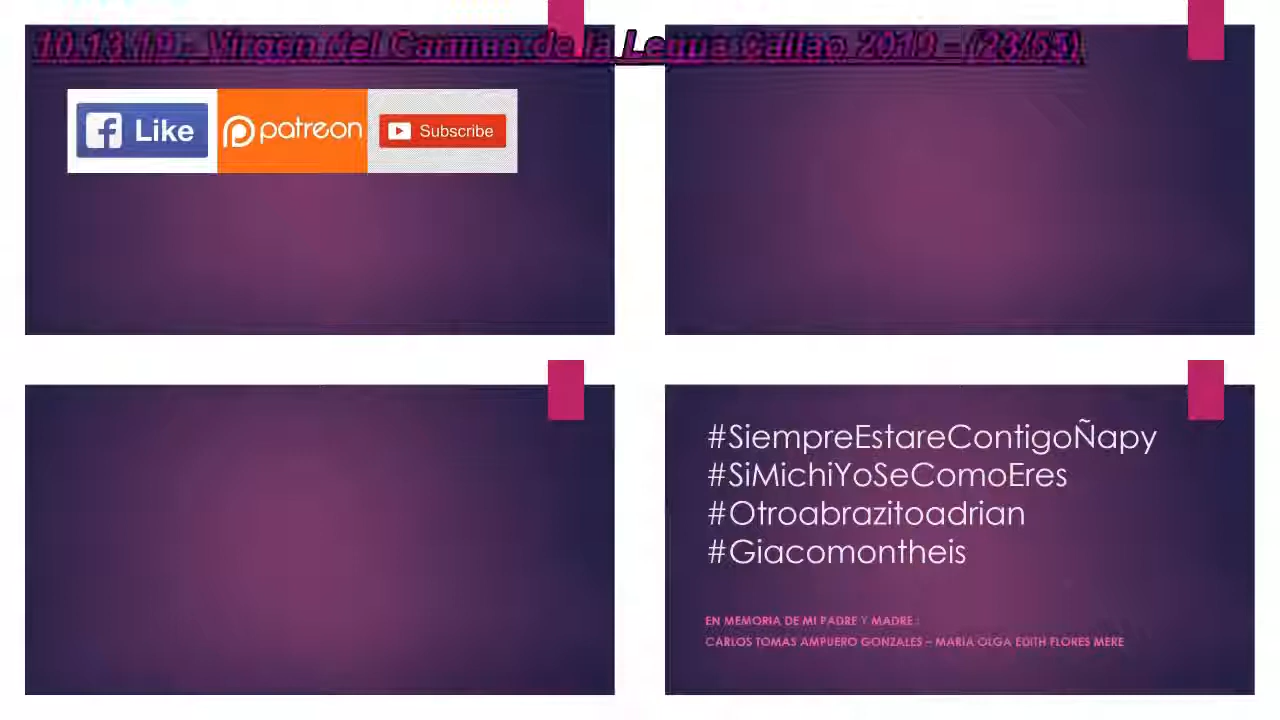 10.13.19 - Virgen del Carmen de la Legua Callao 2019 - (23/55)
Like
patreon
Subscribe
#SiempreEstareContigoÑapy
#SiMichiYoSeComoEres
#Otroabrazitoadrian
#Giacomontheis
EN MEMORIA DE MI PADRE Y MADRE :
CARLOS TOMAS AMPUERO GONZALES – MARIA OLGA EDITH FLORES MERE